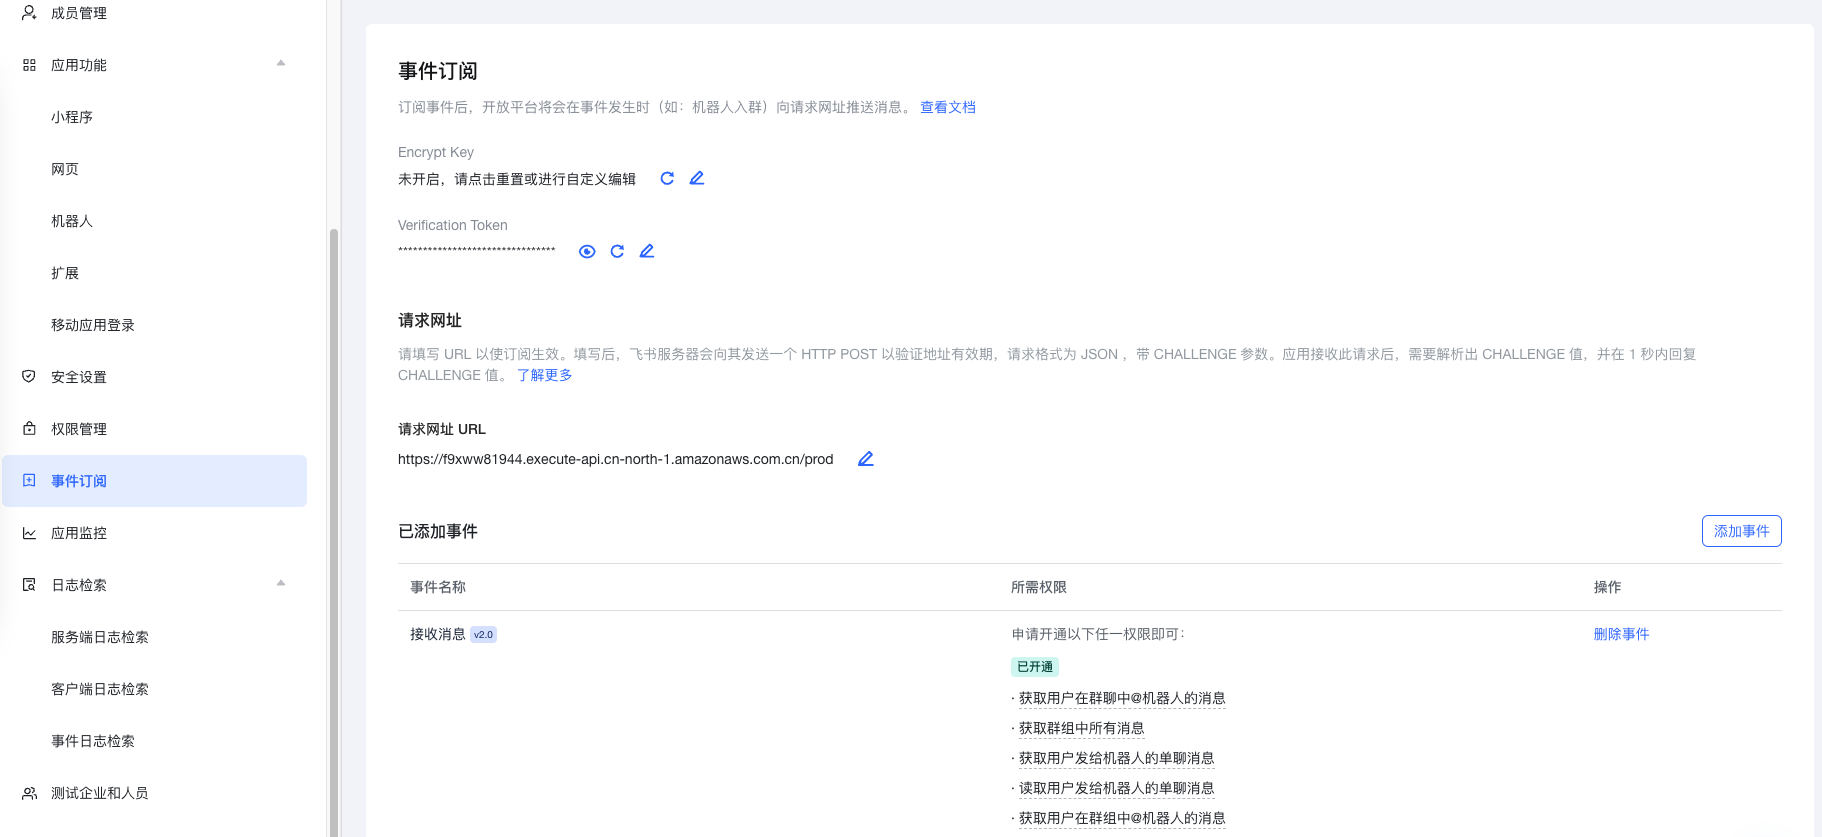 成员管理
应用功能
小程序
网页
机器人
扩展
移动应用登录
安全设置
权限管理
事件订阅
应用监控
日志检索
服务端日志检索
客户端日志检索
事件日志检索
测试企业和人员
事件订阅
订阅事件后，开放平台将会在事件发生时（如：机器人入群）向请求网址推送消息。 查看文档
Encrypt Key
未开启，请点击重置或进行自定义编辑
Verification Token
********************************
请求网址
请填写 URL 以使订阅生效。填写后，飞书服务器会向其发送一个 HTTP POST 以验证地址有效期，请求格式为 JSON ，带 CHALLENGE 参数。应用接收此请求后，需要解析出 CHALLENGE 值，并在 1 秒内回复
CHALLENGE 值。 了解更多
请求网址 URL
https://f9xww81944.execute-api.cn-north-1.amazonaws.com.cn/prod
已添加事件
添加事件
事件名称 所需权限 操作
接收消息 v2.0 申请开通以下任一权限即可： 删除事件
已开通
· 获取用户在群聊中@机器人的消息
· 获取群组中所有消息
· 获取用户发给机器人的单聊消息
· 读取用户发给机器人的单聊消息
· 获取用户在群组中@机器人的消息